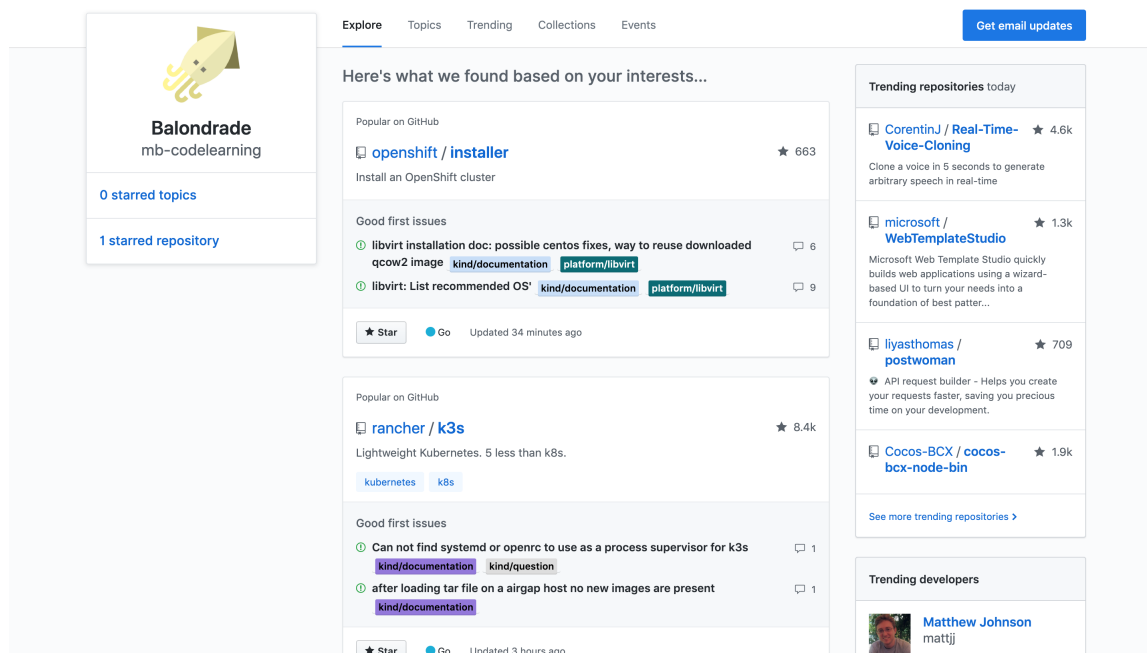 Explore Topics Trending Collections Events Get email updates
Balondrade
mb-codelearning
0 starred topics
1 starred repository
Here's what we found based on your interests...
Popular on GitHub
openshift / installer 663
Install an OpenShift cluster
Good first issues
libvirt installation doc: possible centos fixes, way to reuse downloaded 6
qcow2 image kind/documentation platform/libvirt
libvirt: List recommended OS' kind/documentation platform/libvirt 9
Star Go Updated 34 minutes ago
Popular on GitHub
rancher / k3s 8.4k
Lightweight Kubernetes. 5 less than k8s.
kubernetes k8s
Good first issues
Can not find systemd or openrc to use as a process supervisor for k3s 1
kind/documentation kind/question
after loading tar file on a airgap host no new images are present 1
kind/documentation
Star Go Updated 3 hours ago
Trending repositories today
CorentinJ / Real-Time- 4.6k
Voice-Cloning
Clone a voice in 5 seconds to generate
arbitrary speech in real-time
microsoft / 1.3k
WebTemplateStudio
Microsoft Web Template Studio quickly
builds web applications using a wizard-
based UI to turn your needs into a
foundation of best patter...
liyasthomas / 709
postwoman
👽 API request builder - Helps you create
your requests faster, saving you precious
time on your development.
Cocos-BCX / cocos- 1.9k
bcx-node-bin
See more trending repositories
Trending developers
Matthew Johnson
mattjj